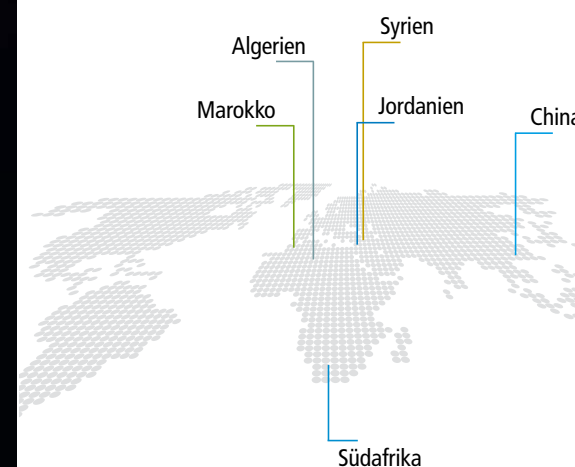 Syrien
Algerien
Marokko
Jordanien
China
Südafrika